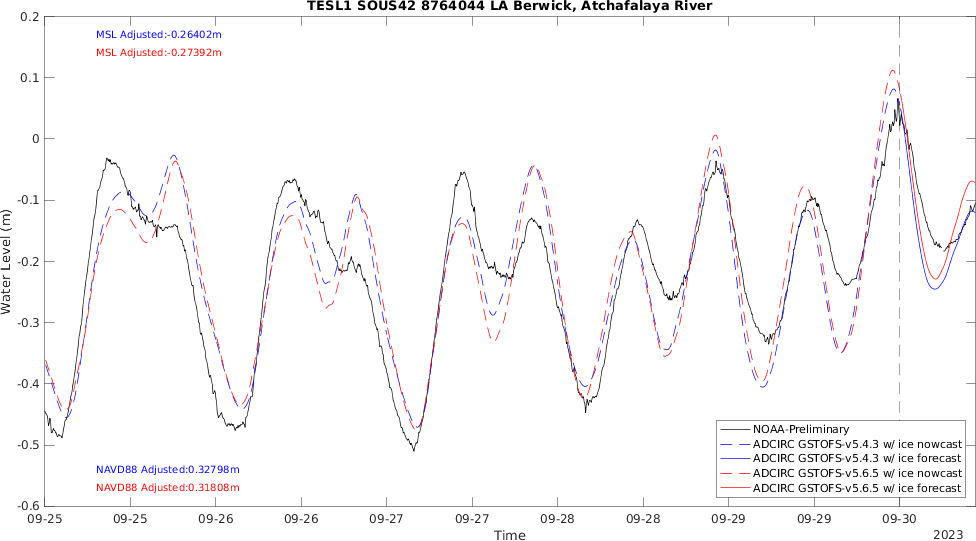 TESL1 SOUS42 8764044 LA Berwick, Atchafalaya River
MSL Adjusted:-0.26402m
MSL Adjusted:-0.27392m
0.2
0.1
0
-0.1
-0.2
-0.3
-0.4
-0.5
-0.6
Water Level (m)
NAVD88 Adjusted:0.32798m
NAVD88 Adjusted:0.31808m
NOAA-Preliminary
ADCIRC GSTOFS-v5.4.3 w/ ice nowcast
ADCIRC GSTOFS-v5.4.3 w/ ice forecast
ADCIRC GSTOFS-v5.6.5 w/ ice nowcast
ADCIRC GSTOFS-v5.6.5 w/ ice forecast
09-25 09-25 09-26 09-26 09-27 09-27 09-28 09-28 09-29 09-29 09-30
Time
2023